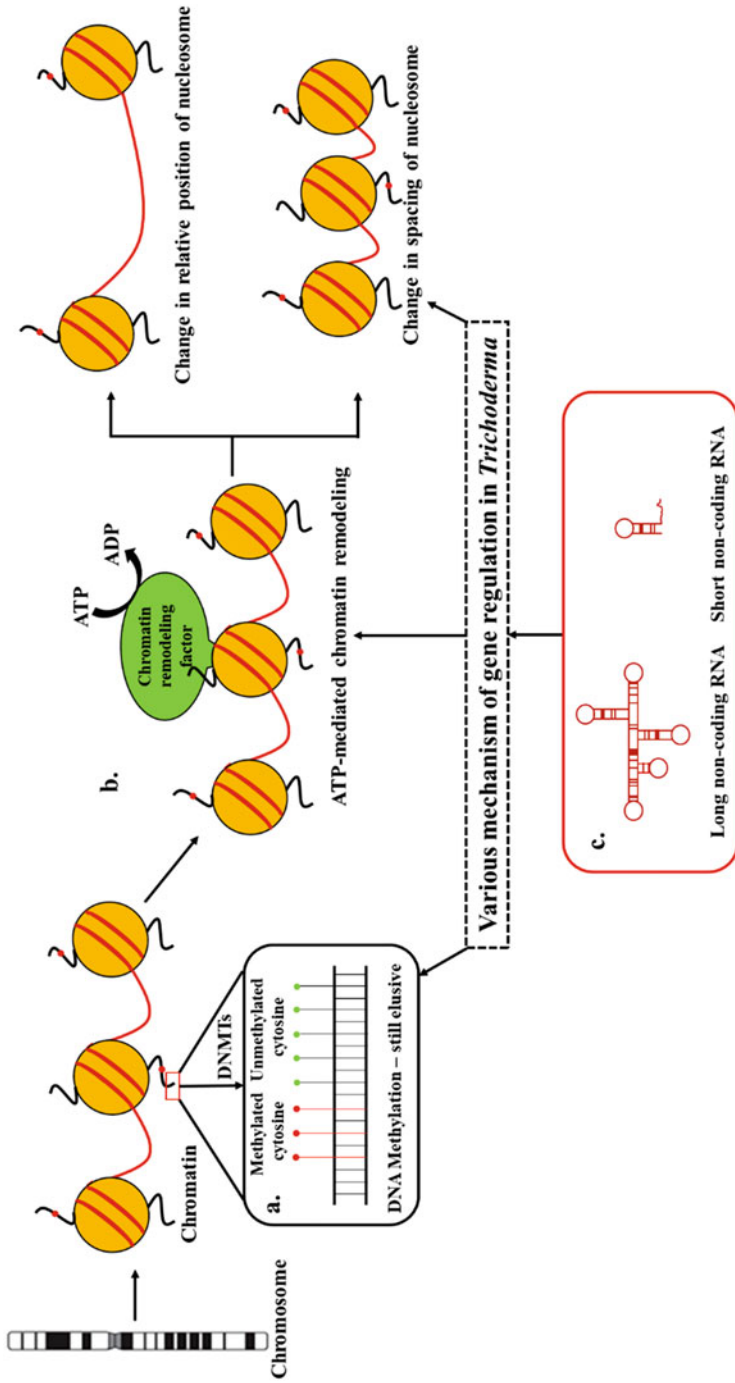 Chromosome
Chromatin
a.
Methylated
cytosine
Unmethylated
cytosine
DNMTs
DNA Methylation – still elusive
b.
ATP
ADP
Chromatin
remodeling
factor
ATP-mediated chromatin remodeling
Change in relative position of nucleosome
Change in spacing of nucleosome
Various mechanism of gene regulation in Trichoderma
c.
Long non-coding RNA
Short non-coding RNA